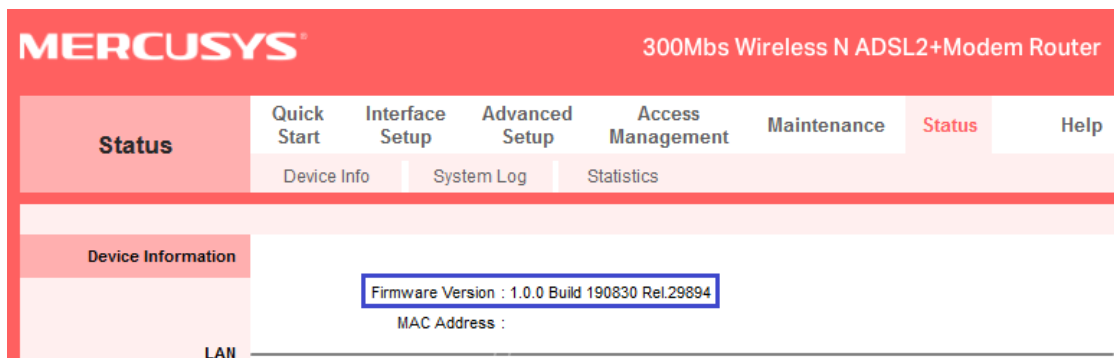 MERCUSYS®
300Mbs Wireless N ADSL2+Modem Router
Status
Quick Start
Interface Setup
Advanced Setup
Access Management
Maintenance
Status
Help
Device Info
System Log
Statistics
Device Information
Firmware Version : 1.0.0 Build 190830 Rel.29894
MAC Address :
LAN